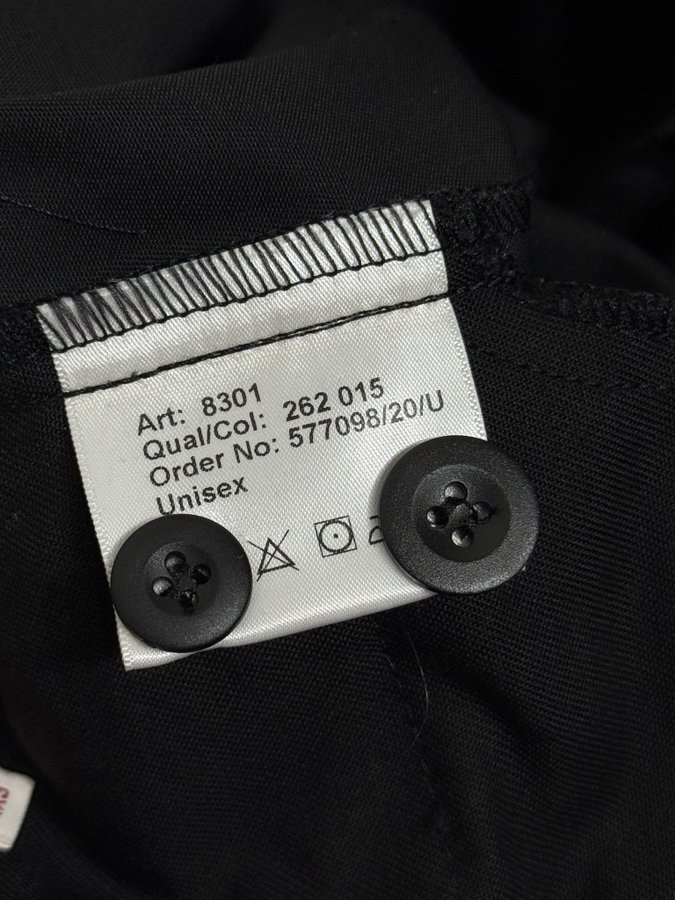 Art: 8301
Qual/Col: 262 015
Order No: 577098/20/U
Unisex